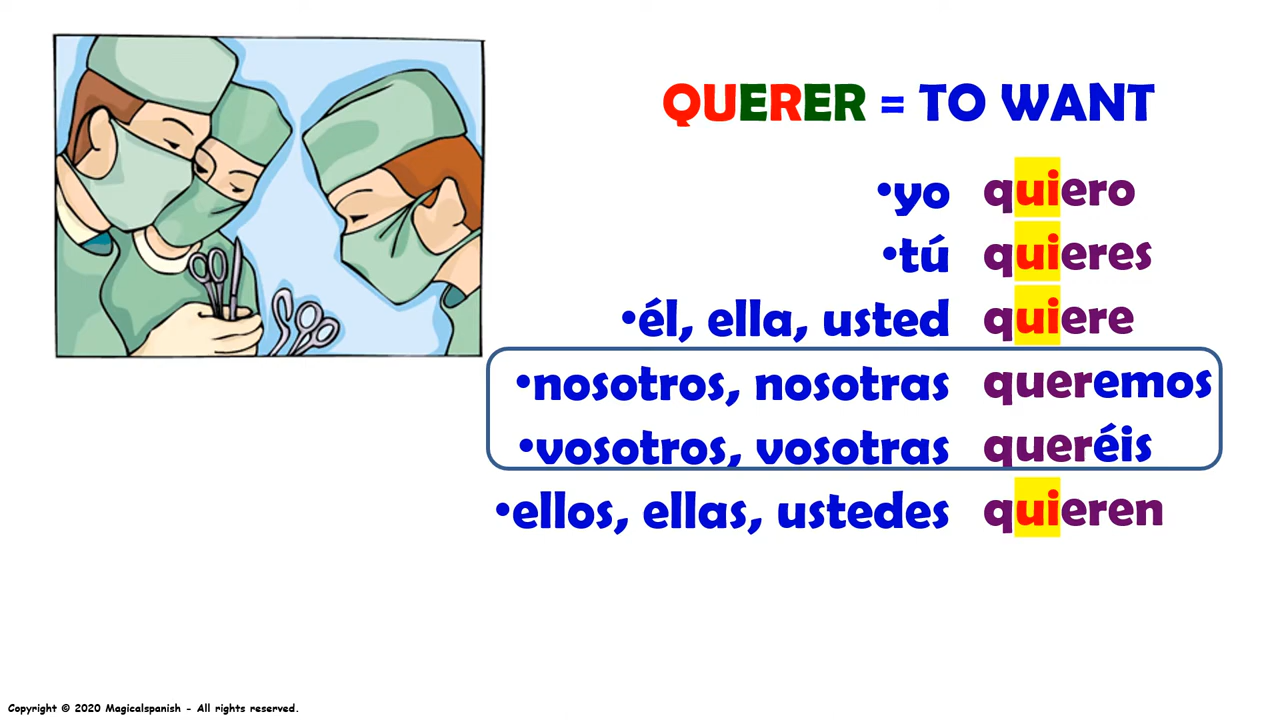 QUERER = TO WANT
•yo quiero
•tú quieres
•él, ella, usted quiere
•nosotros, nosotras queremos
•vosotros, vosotras queréis
•ellos, ellas, ustedes quieren
Copyright © 2020 Magicalspanish - All rights reserved.